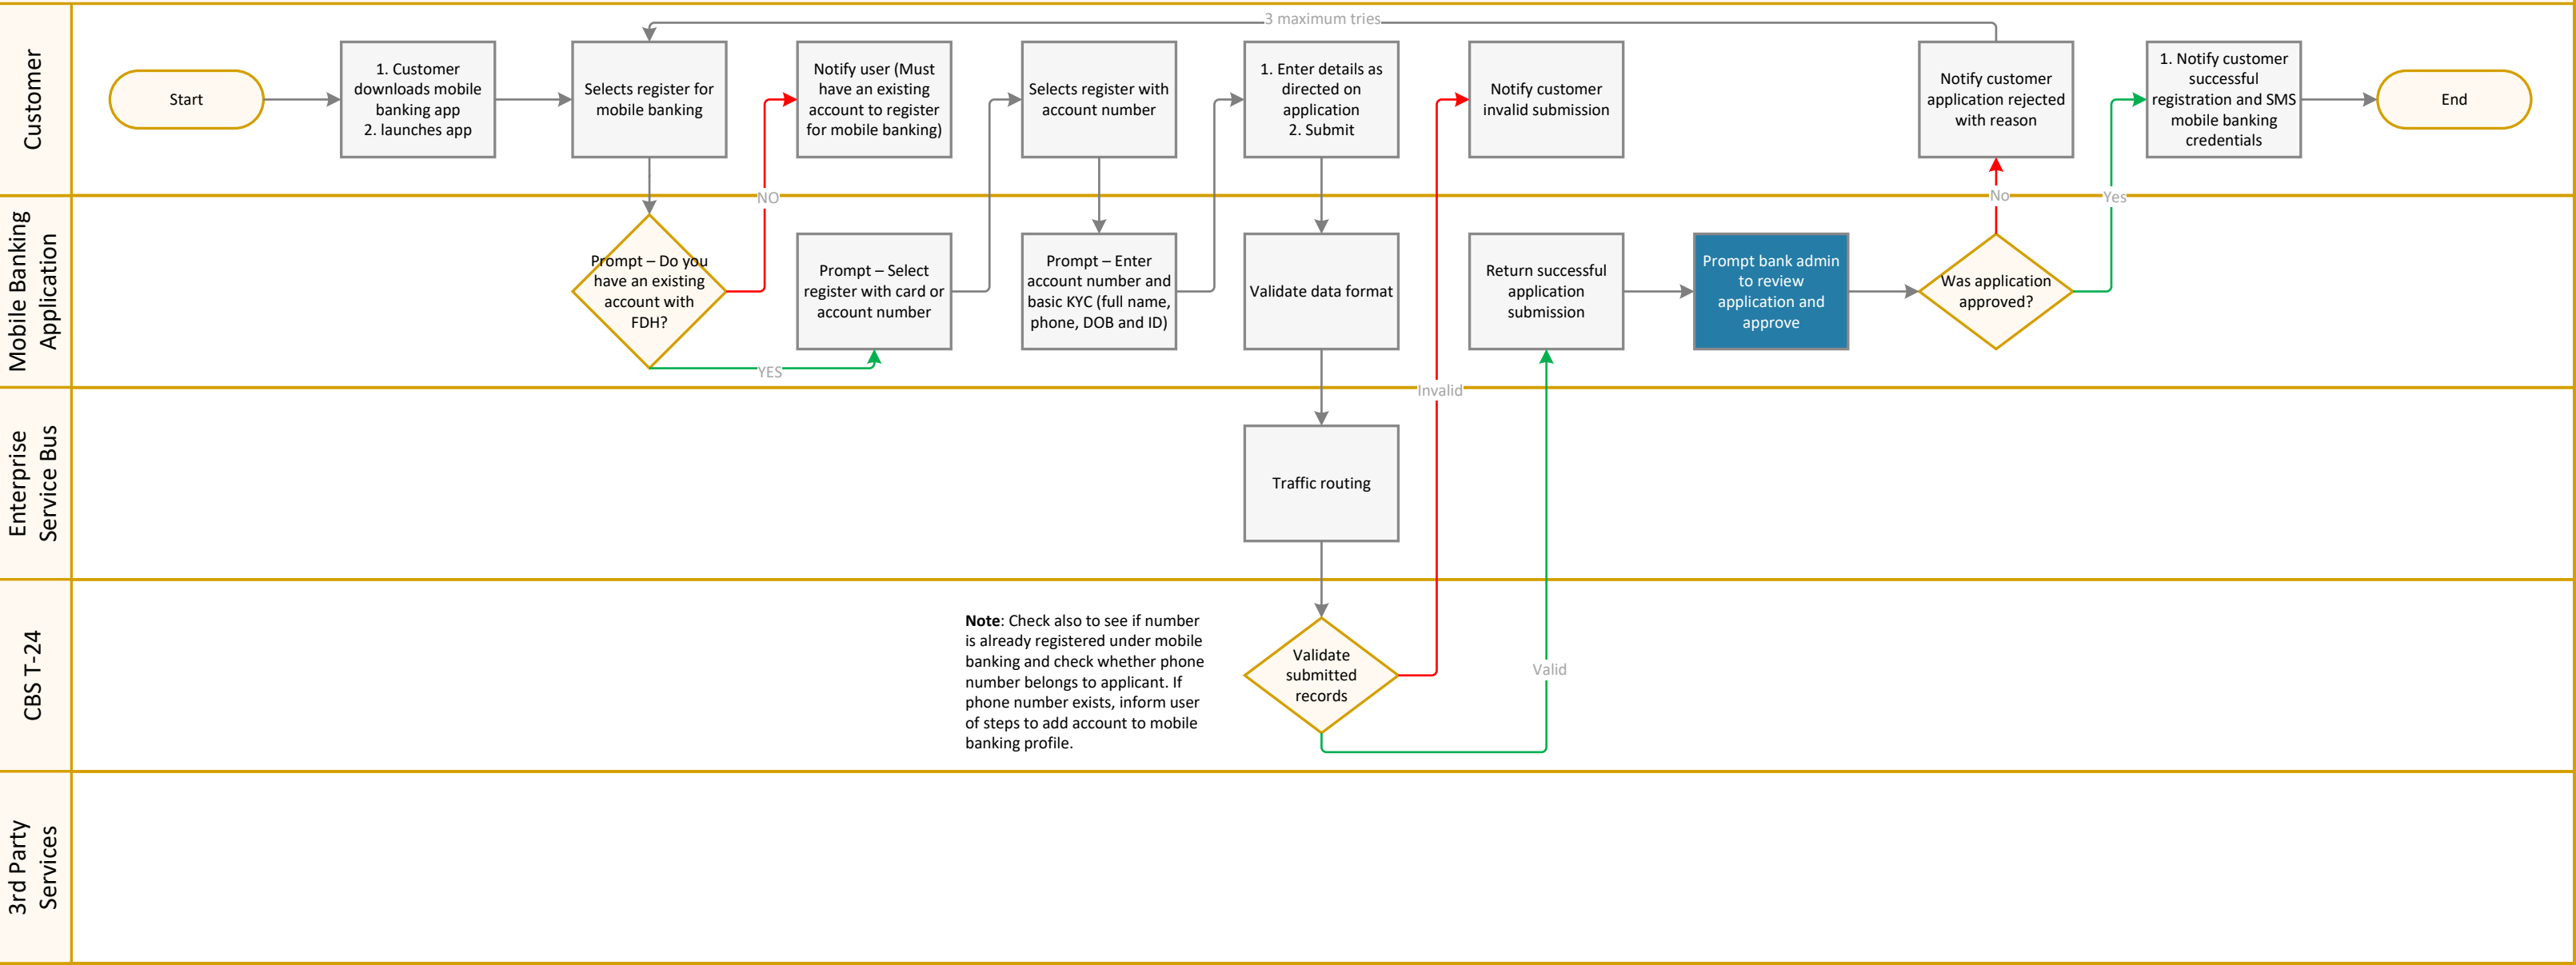 3 maximum tries
Customer
Start
1. Customer
downloads mobile
banking app
2. launches app
Selects register for
mobile banking
Notify user (Must
have an existing
account to register
for mobile banking)
Selects register with
account number
1. Enter details as
directed on
application
2. Submit
Notify customer
invalid submission
Notify customer
application rejected
with reason
1. Notify customer
successful
registration and SMS
mobile banking
credentials
End
NO
No
Yes
Mobile Banking
Application
Prompt – Do you
have an existing
account with
FDH?
YES
Prompt – Select
register with card or
account number
Prompt – Enter
account number and
basic KYC (full name,
phone, DOB and ID)
Validate data format
Return successful
application
submission
Prompt bank admin
to review
application and
approve
Was application
approved?
Invalid
Enterprise
Service Bus
Traffic routing
CBS T-24
Note: Check also to see if number
is already registered under mobile
banking and check whether phone
number belongs to applicant. If
phone number exists, inform user
of steps to add account to mobile
banking profile.
Validate
submitted
records
Valid
3rd Party
Services